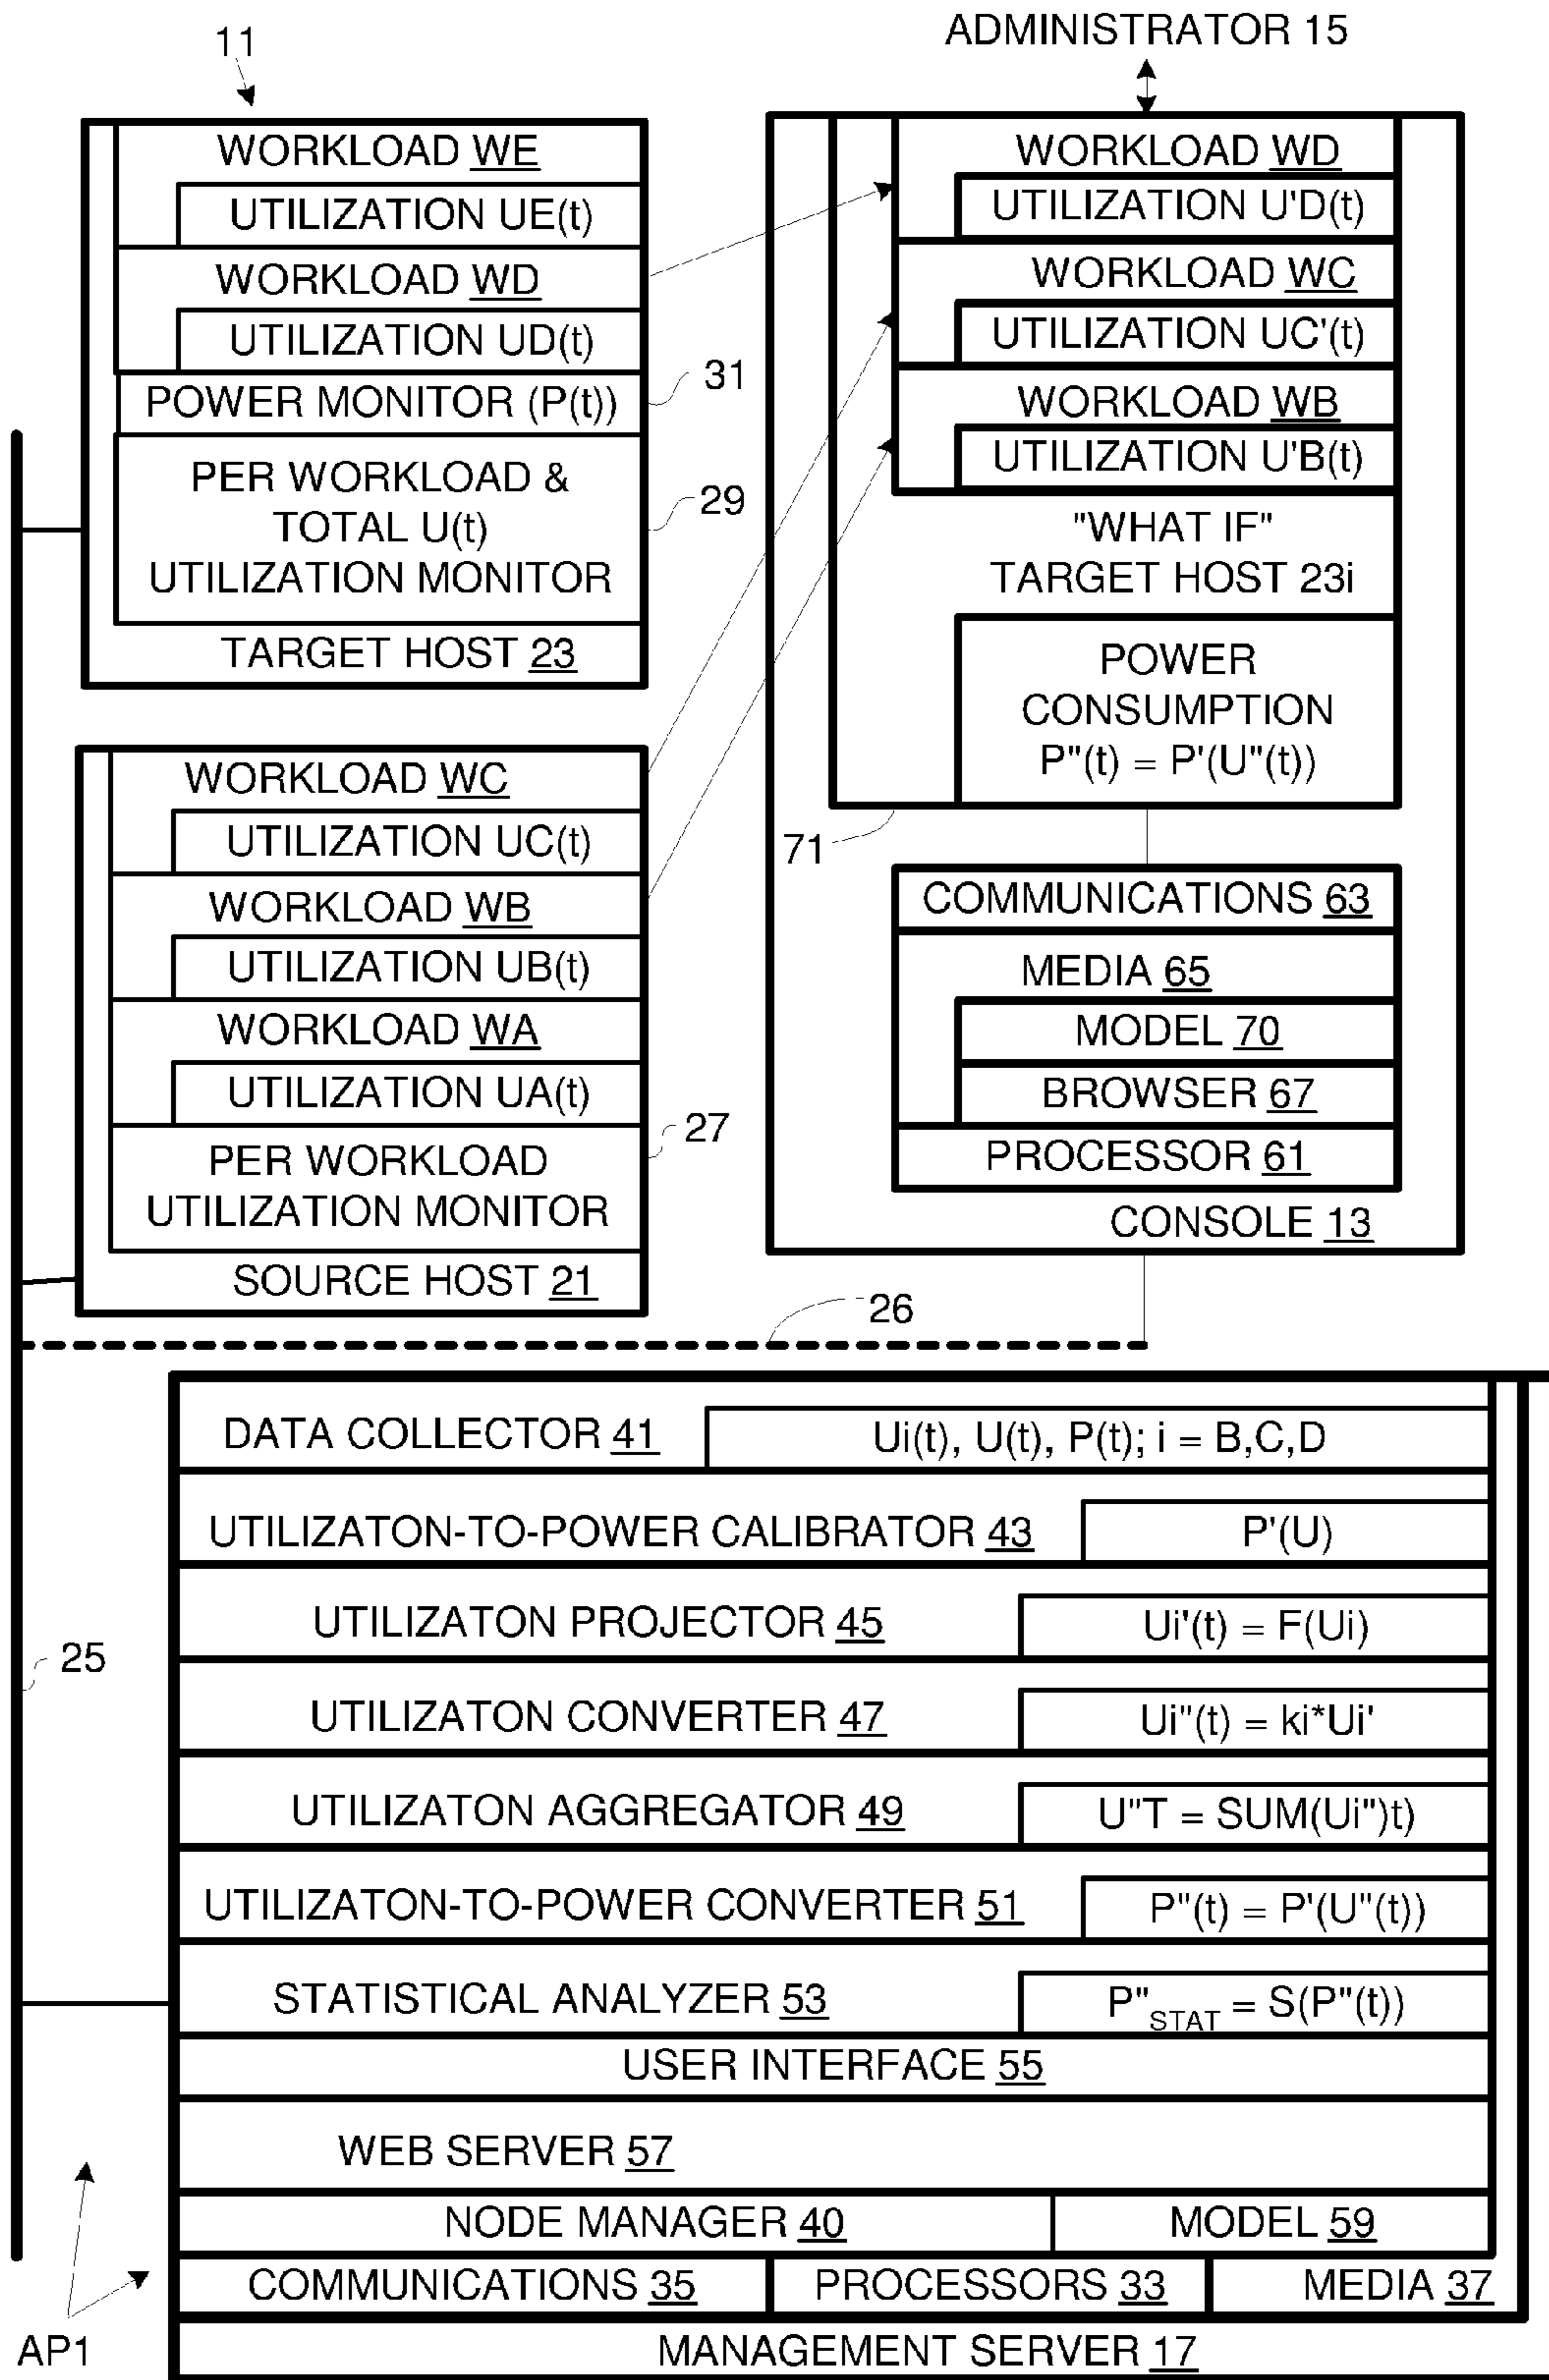 11
ADMINISTRATOR 15
WORKLOAD WE
UTILIZATION UE(t)
WORKLOAD WD
UTILIZATION UD(t)
POWER MONITOR (P(t))
31
PER WORKLOAD &
TOTAL U(t)
UTILIZATION MONITOR
29
TARGET HOST 23
WORKLOAD WC
UTILIZATION UC(t)
WORKLOAD WB
UTILIZATION UB(t)
WORKLOAD WA
UTILIZATION UA(t)
PER WORKLOAD
UTILIZATION MONITOR
27
SOURCE HOST 21
WORKLOAD WD
UTILIZATION U'D(t)
WORKLOAD WC
UTILIZATION UC'(t)
WORKLOAD WB
UTILIZATION U'B(t)
"WHAT IF"
TARGET HOST 23i
POWER
CONSUMPTION
P"(t) = P'(U"(t))
71
COMMUNICATIONS 63
MEDIA 65
MODEL 70
BROWSER 67
PROCESSOR 61
CONSOLE 13
26
25
DATA COLLECTOR 41 Ui(t), U(t), P(t); i = B,C,D
UTILIZATON-TO-POWER CALIBRATOR 43 P'(U)
UTILIZATON PROJECTOR 45 Ui'(t) = F(Ui)
UTILIZATON CONVERTER 47 Ui"(t) = ki*Ui'
UTILIZATON AGGREGATOR 49 U"T = SUM(Ui")t)
UTILIZATON-TO-POWER CONVERTER 51 P"(t) = P'(U"(t))
STATISTICAL ANALYZER 53 P"STAT = S(P"(t))
USER INTERFACE 55
WEB SERVER 57
NODE MANAGER 40 MODEL 59
COMMUNICATIONS 35 PROCESSORS 33 MEDIA 37
MANAGEMENT SERVER 17
AP1